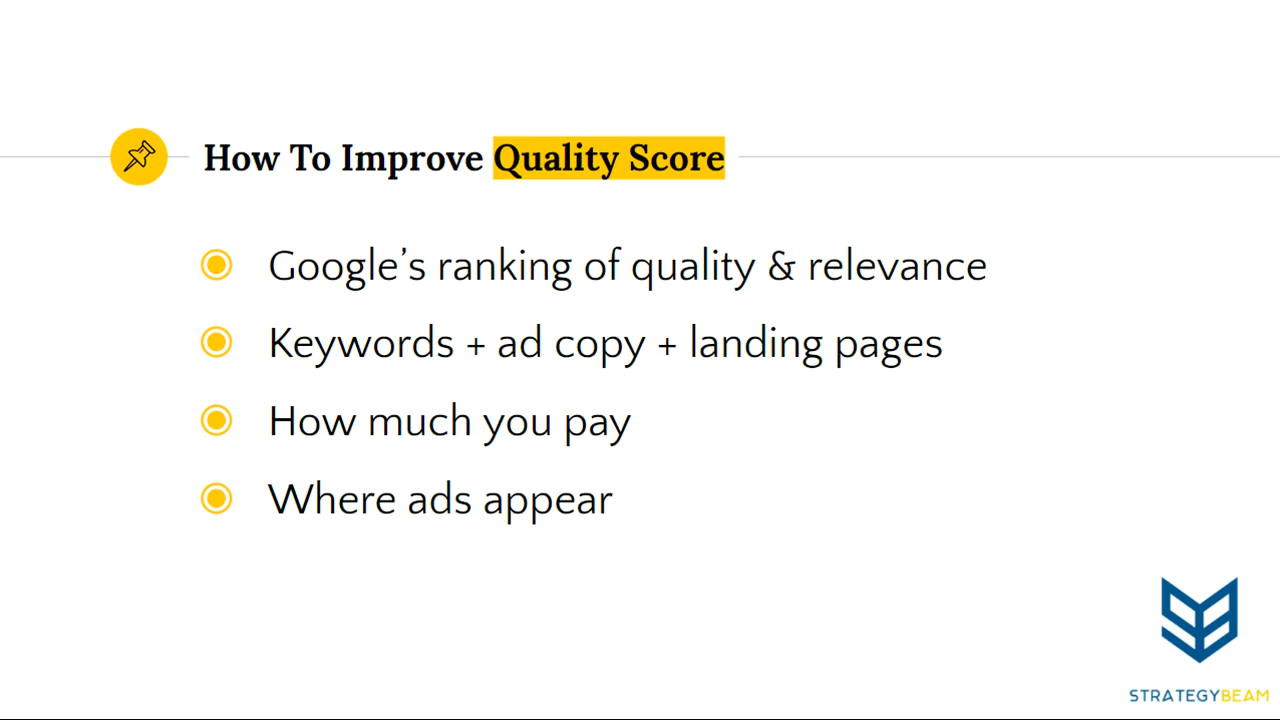 How To Improve Quality Score
Google’s ranking of quality & relevance
Keywords + ad copy + landing pages
How much you pay
Where ads appear
STRATEGYBEAM